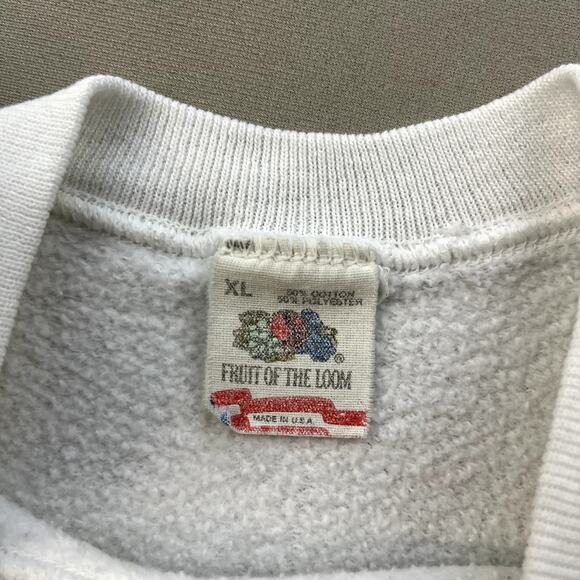 XL
50% COTTON
50% POLYESTER
®
FRUIT OF THE LOOM
MADE IN U.S.A.